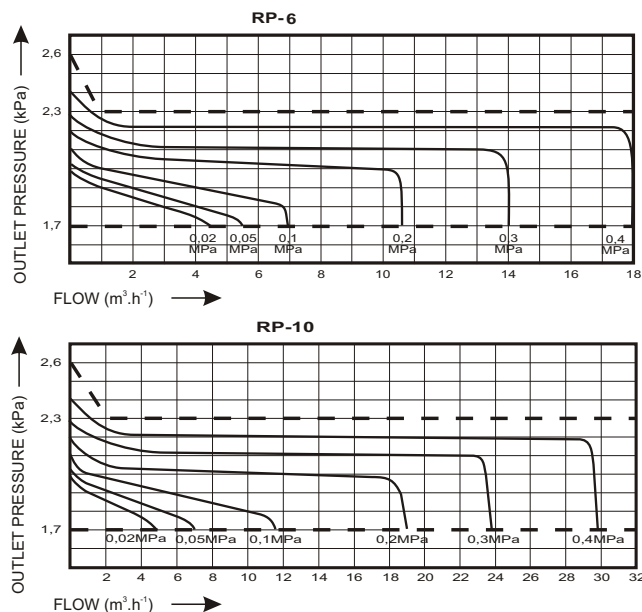 RP-6
OUTLET PRESSURE (kPa)
2,6
2,3
1,7
0,02 MPa
0,05 MPa
0,1 MPa
0,2 MPa
0,3 MPa
0,4 MPa
2 4 6 8 10 12 14 16 18
FLOW (m³.h⁻¹)
RP-10
OUTLET PRESSURE (kPa)
2,6
2,3
1,7
0,02MPa 0,05MPa 0,1MPa 0,2MPa 0,3MPa 0,4MPa
2 4 6 8 10 12 14 16 18 20 22 24 26 28 30 32
FLOW (m³.h⁻¹)